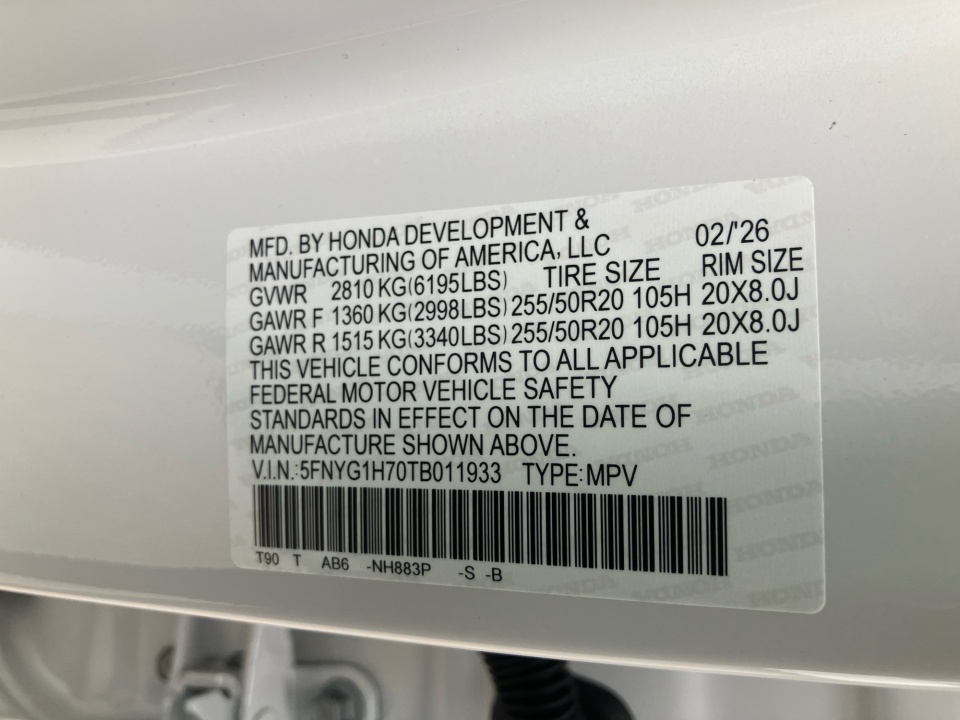 MFD. BY HONDA DEVELOPMENT &
MANUFACTURING OF AMERICA, LLC 02/'26
GVWR 2810 KG(6195LBS) TIRE SIZE RIM SIZE
GAWR F 1360 KG(2998LBS) 255/50R20 105H 20X8.0J
GAWR R 1515 KG(3340LBS) 255/50R20 105H 20X8.0J
THIS VEHICLE CONFORMS TO ALL APPLICABLE
FEDERAL MOTOR VEHICLE SAFETY
STANDARDS IN EFFECT ON THE DATE OF
MANUFACTURE SHOWN ABOVE.
V.I.N.:5FNYG1H70TB011933 TYPE:MPV
T90 T AB6 -NH883P -S -B